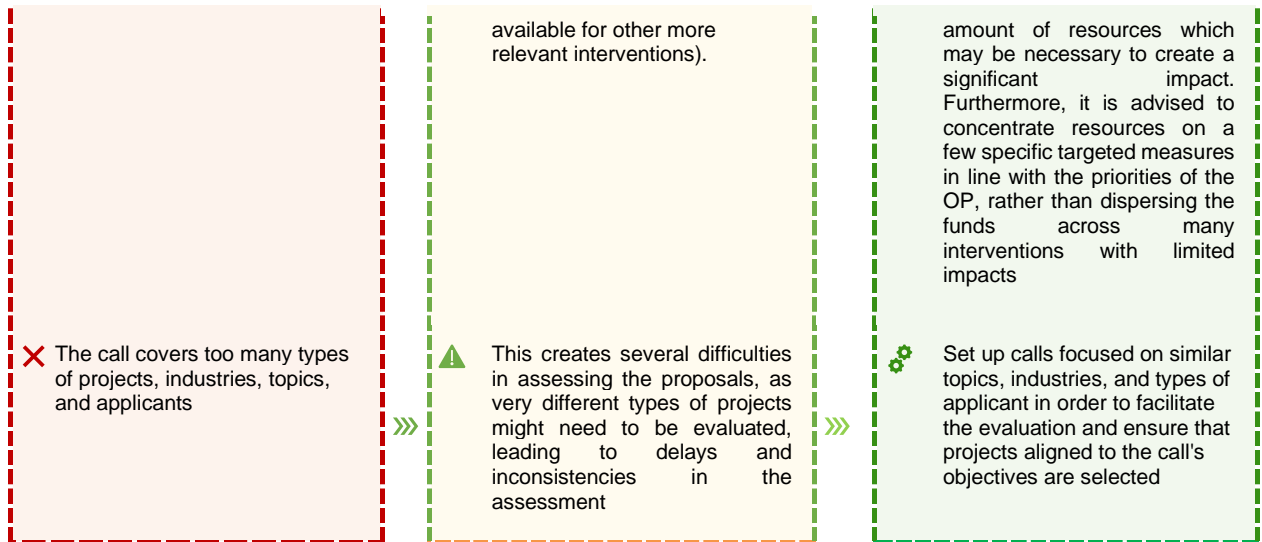 available for other more
relevant interventions).
amount of resources which
may be necessary to create a
significant impact.
Furthermore, it is advised to
concentrate resources on a
few specific targeted measures
in line with the priorities of the
OP, rather than dispersing the
funds across many
interventions with limited
impacts
The call covers too many types
of projects, industries, topics,
and applicants
This creates several difficulties
in assessing the proposals, as
very different types of projects
might need to be evaluated,
leading to delays and
inconsistencies in the
assessment
Set up calls focused on similar
topics, industries, and types of
applicant in order to facilitate
the evaluation and ensure that
projects aligned to the call's
objectives are selected